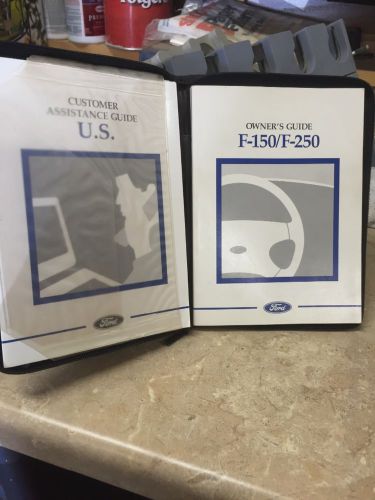 CUSTOMER
ASSISTANCE GUIDE
U.S.
Ford
OWNER'S GUIDE
F-150/F-250
Ford